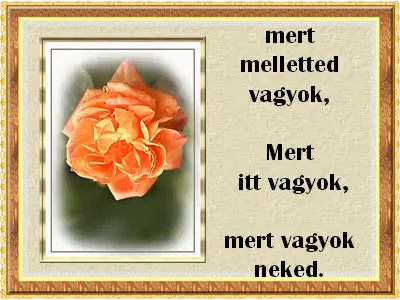 mert
melletted
vagyok,
Mert
itt vagyok,
mert vagyok
neked.